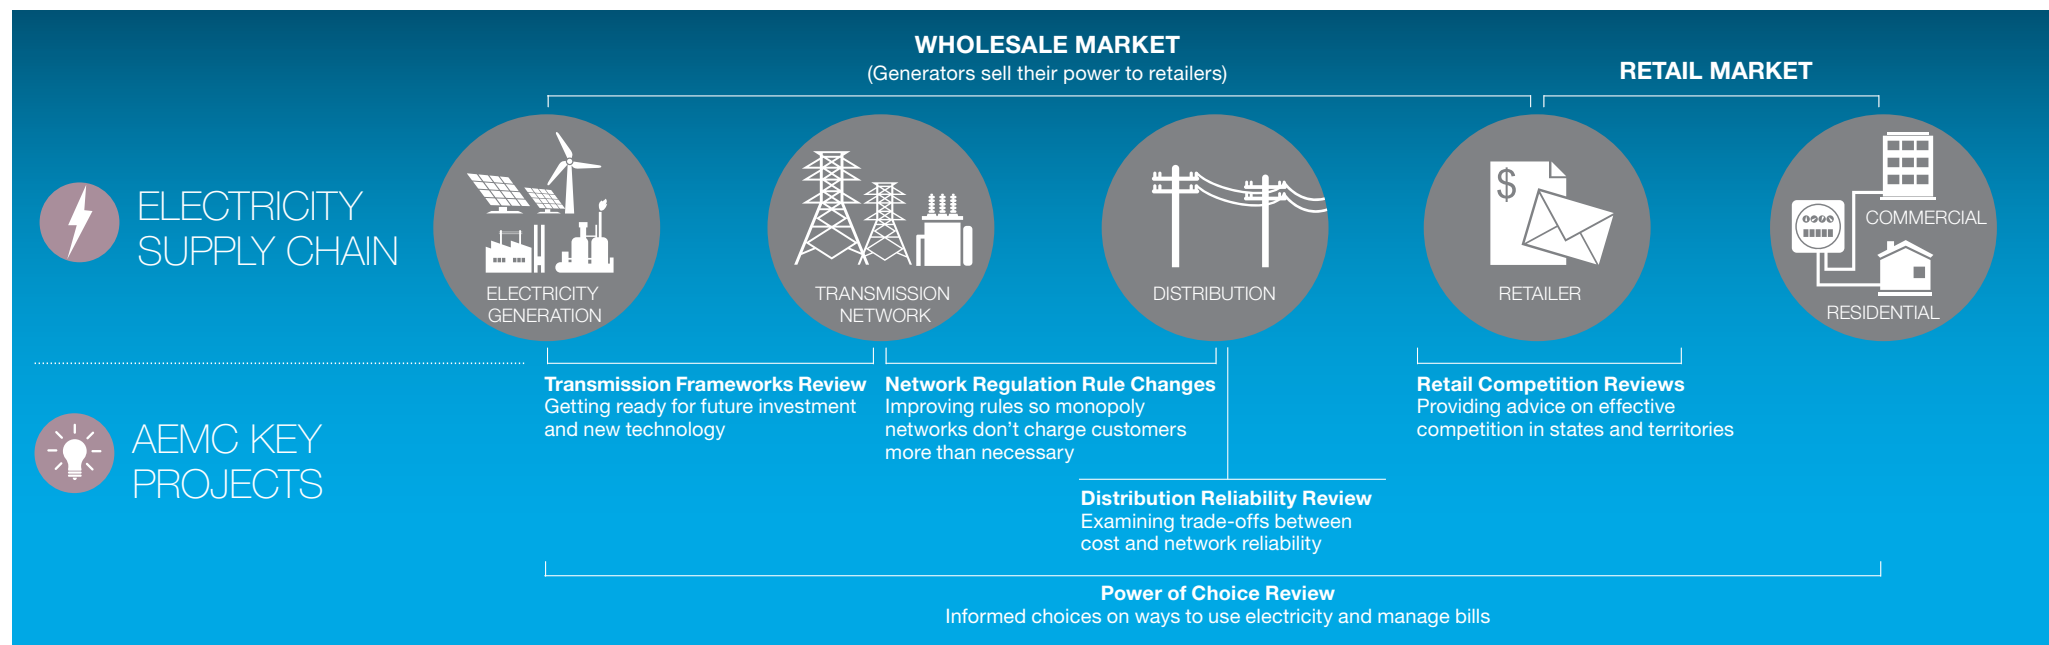 WHOLESALE MARKET
(Generators sell their power to retailers)
RETAIL MARKET
ELECTRICITY
SUPPLY CHAIN
ELECTRICITY
GENERATION
TRANSMISSION
NETWORK
DISTRIBUTION
$
RETAILER
COMMERCIAL
RESIDENTIAL
AEMC KEY
PROJECTS
Transmission Frameworks Review
Getting ready for future investment
and new technology
Network Regulation Rule Changes
Improving rules so monopoly
networks don’t charge customers
more than necessary
Distribution Reliability Review
Examining trade-offs between
cost and network reliability
Retail Competition Reviews
Providing advice on effective
competition in states and territories
Power of Choice Review
Informed choices on ways to use electricity and manage bills